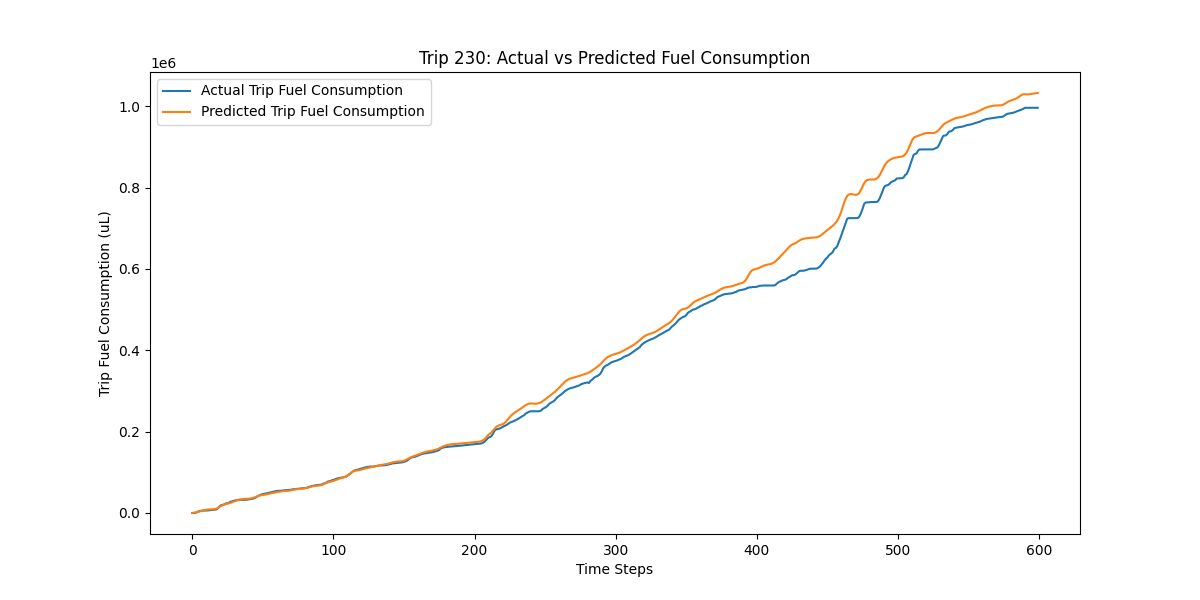 Trip 230: Actual vs Predicted Fuel Consumption
1e6
Actual Trip Fuel Consumption
Predicted Trip Fuel Consumption
1.0
0.8
0.6
0.4
0.2
0.0
Trip Fuel Consumption (uL)
0 100 200 300 400 500 600
Time Steps